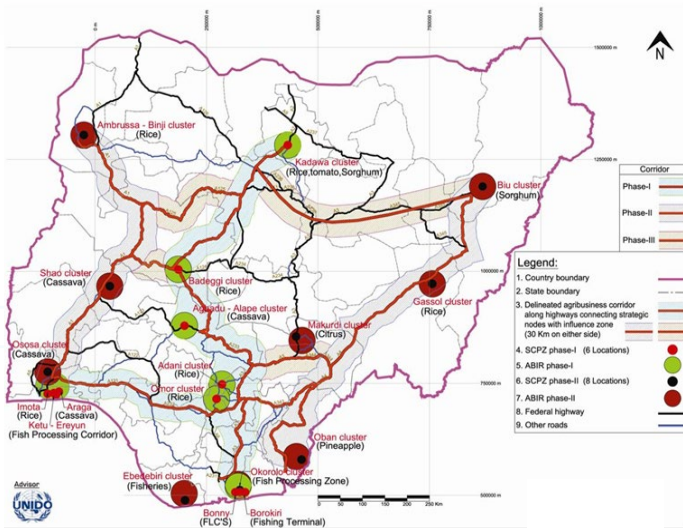 0 m
250000 m
500000 m
750000 m
1000000 m
N
1500000 m
1250000 m
1000000 m
750000 m
500000 m
Ambrussa - Binji cluster
(Rice)
Kadawa cluster
(Rice,tomato,Sorghum)
Biu cluster
(Sorghum)
Shao cluster
(Cassava)
Badeggi cluster
(Rice)
Gassol cluster
(Rice)
Alape cluster
(Cassava)
Makurdi cluster
(Citrus)
Ososa cluster
(Cassava)
Adani cluster
(Rice)
Omor cluster
(Rice)
Imota
(Rice)
Araga
(Cassava)
Ketu - Ereyun
(Fish Processing Corridor)
Oban cluster
(Pineapple)
Ebedebiri cluster
(Fisheries)
Okorolo cluster
(Fish Processing Zone)
Bonny
(FLC'S)
Borokiri
(Fishing Terminal)
Corridor
Phase-I
Phase-II
Phase-III
Legend:
1. Country boundary
2. State boundary
3. Delineated agribusiness corridor
along highways connecting strategic
nodes with influence zone
(30 Km on either side)
4. SCPZ phase-I (6 Locations)
5. ABIR phase-I
6. SCPZ phase-II (8 Locations)
7. ABIR phase-II
8. Federal highway
9. Other roads
Advisor
UNIDO
0 50 100 150 200 250 Km